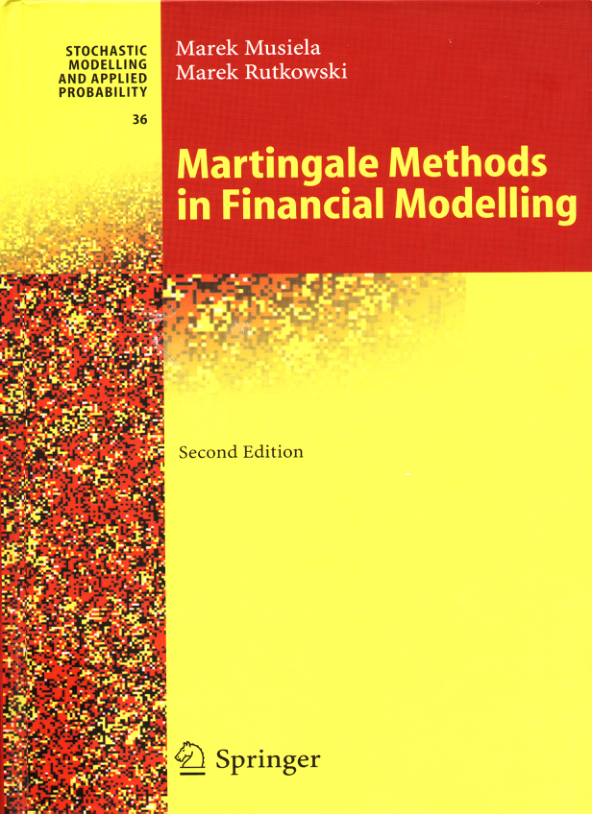 STOCHASTIC
MODELLING
AND APPLIED
PROBABILITY
36
Marek Musiela
Marek Rutkowski
Martingale Methods
in Financial Modelling
Second Edition
Springer